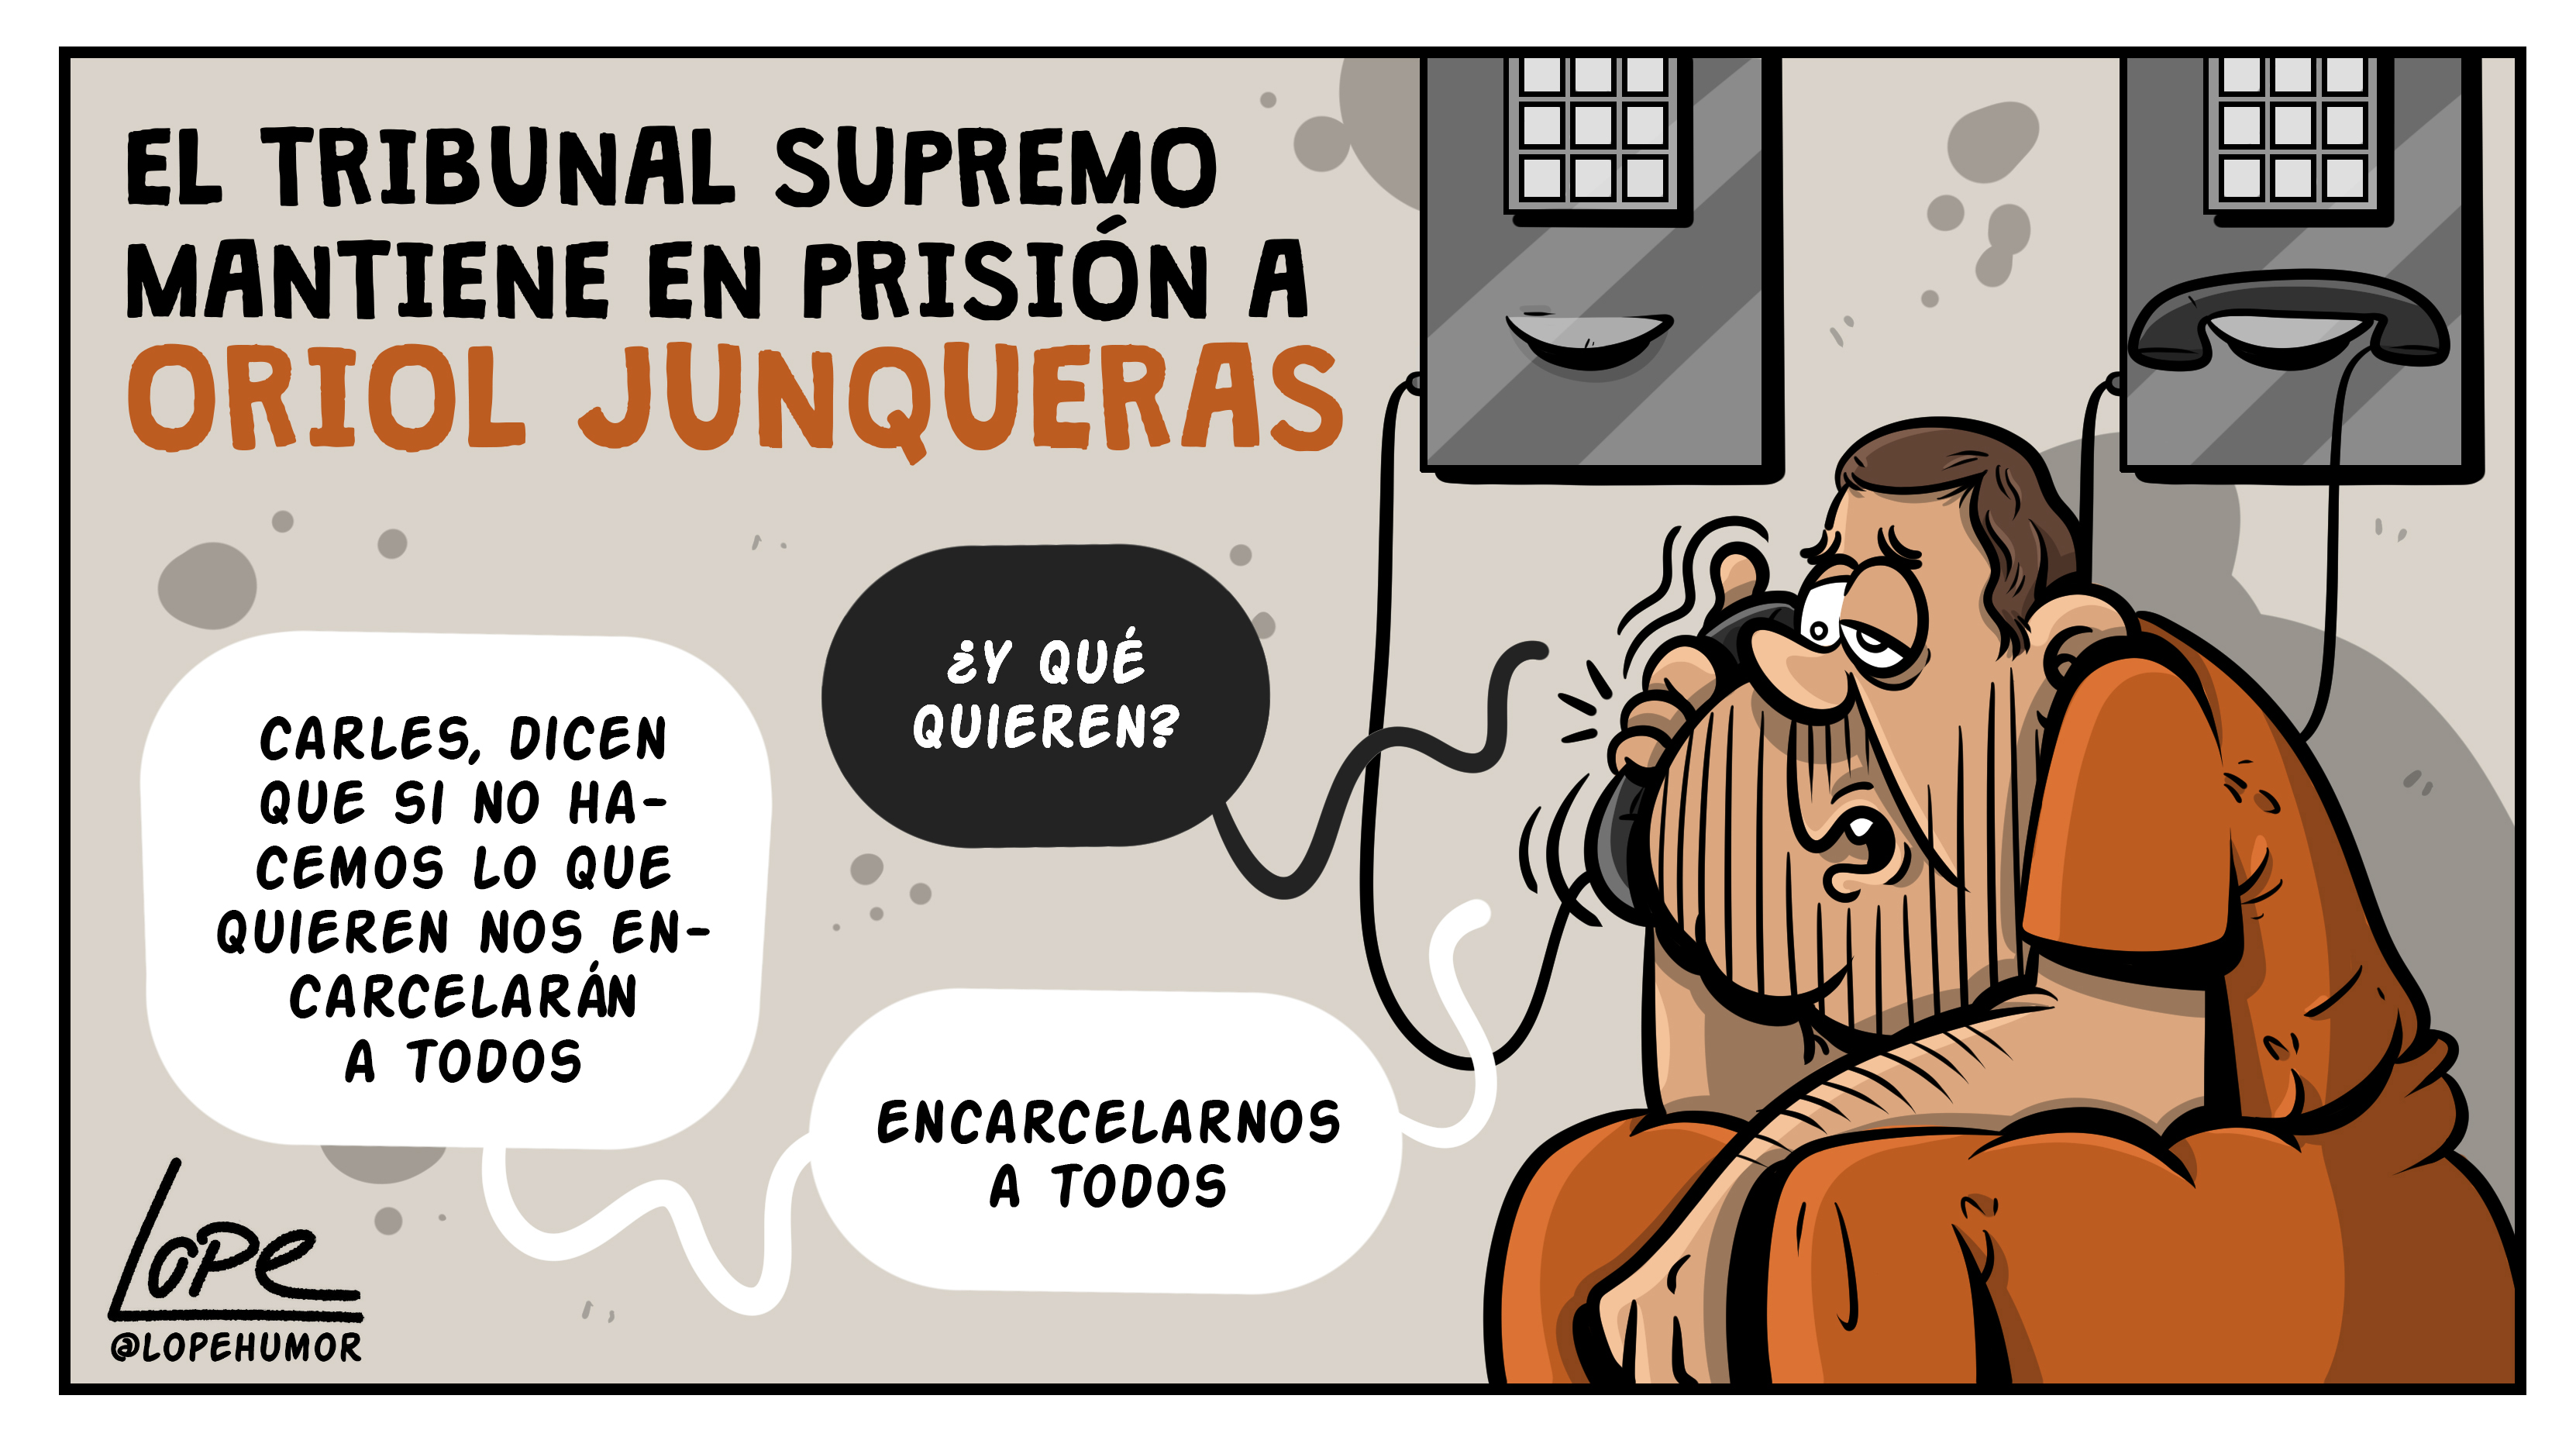 EL TRIBUNAL SUPREMO
MANTIENE EN PRISIÓN A
ORIOL JUNQUERAS
CARLES, DICEN
QUE SI NO HA-
CEMOS LO QUE
QUIEREN NOS EN-
CARCELARÁN
A TODOS
¿Y QUÉ
QUIEREN?
ENCARCELARNOS
A TODOS
LOPE
@LOPEHUMOR